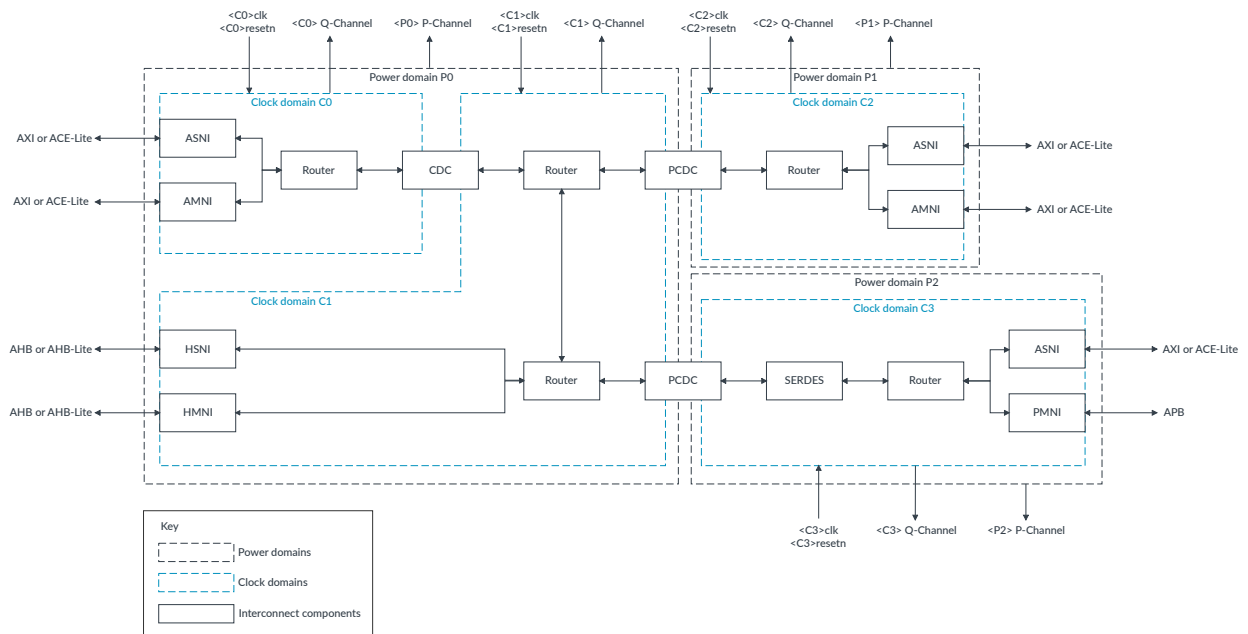 <C0>clk
<C0>resetn
<C0> Q-Channel
<P0> P-Channel
<C1>clk
<C1>resetn
<C1> Q-Channel
<C2>clk
<C2>resetn
<C2> Q-Channel
<P1> P-Channel
Power domain P0
Power domain P1
Clock domain C0
Clock domain C2
AXI or ACE-Lite
ASNI
Router
CDC
Router
PCDC
Router
ASNI
AXI or ACE-Lite
AXI or ACE-Lite
AMNI
AMNI
AXI or ACE-Lite
Power domain P2
Clock domain C1
Clock domain C3
AHB or AHB-Lite
HSNI
ASNI
AXI or ACE-Lite
Router
PCDC
SERDES
Router
AHB or AHB-Lite
HMNI
PMNI
APB
<C3>clk
<C3>resetn
<C3> Q-Channel
<P2> P-Channel
Key
Power domains
Clock domains
Interconnect components